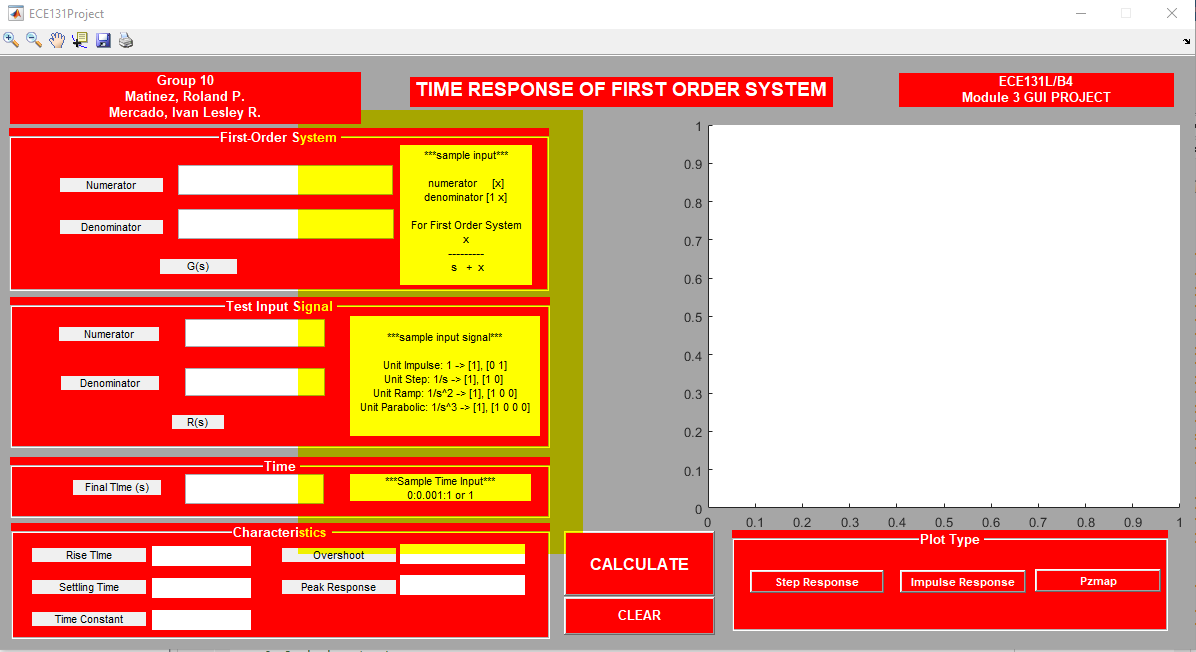 ECE131Project
Group 10
Matinez, Roland P.
Mercado, Ivan Lesley R.
TIME RESPONSE OF FIRST ORDER SYSTEM
ECE131L/B4
Module 3 GUI PROJECT
First-Order System
Numerator
Denominator
G(s)
***sample input***
numerator [x]
denominator [1 x]
For First Order System
x
---------
s + x
Test Input Signal
Numerator
Denominator
R(s)
***sample input signal***
Unit Impulse: 1 -> [1], [0 1]
Unit Step: 1/s -> [1], [1 0]
Unit Ramp: 1/s^2 -> [1], [1 0 0]
Unit Parabolic: 1/s^3 -> [1], [1 0 0 0]
Time
Final TIme (s)
***Sample Time Input***
0:0.001:1 or 1
Characteristics
Rise TIme
Settling Time
Time Constant
Overshoot
Peak Response
CALCULATE
CLEAR
1
0.9
0.8
0.7
0.6
0.5
0.4
0.3
0.2
0.1
0
0 0.1 0.2 0.3 0.4 0.5 0.6 0.7 0.8 0.9 1
Plot Type
Step Response
Impulse Response
Pzmap